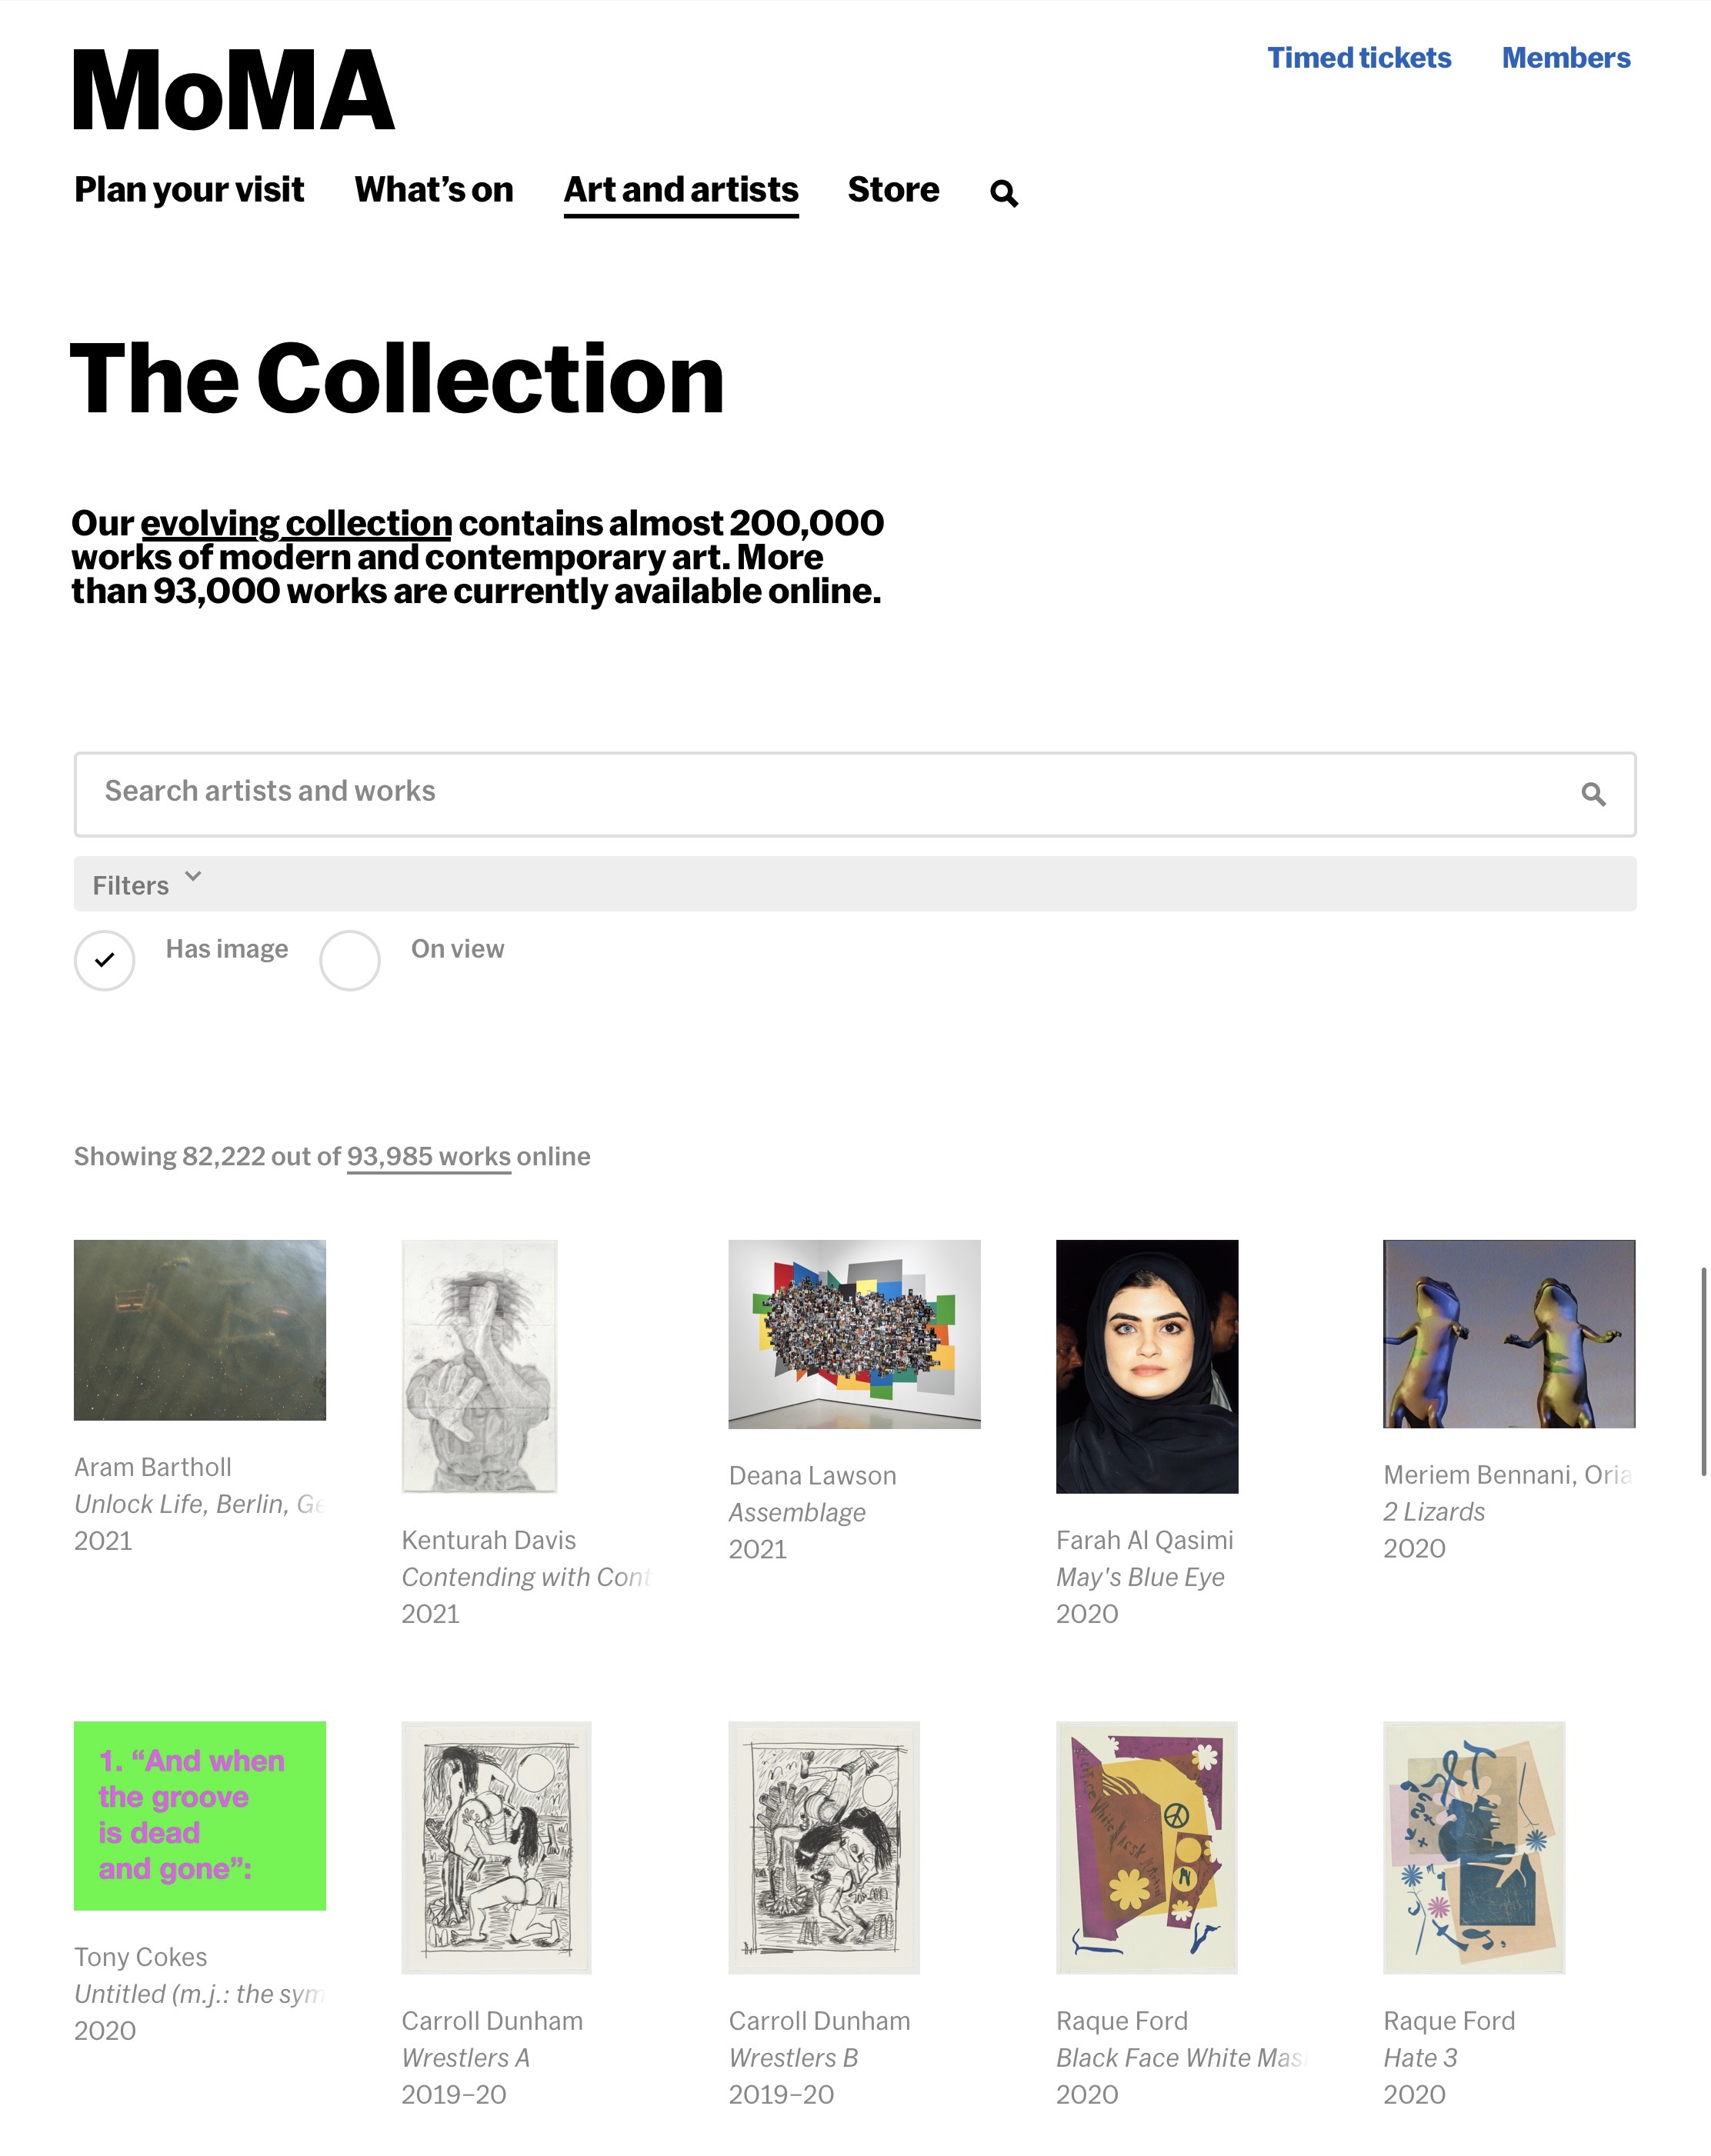 MoMA
Timed tickets
Members
Plan your visit
What’s on
Art and artists
Store
The Collection
Our evolving collection contains almost 200,000
works of modern and contemporary art. More
than 93,000 works are currently available online.
Search artists and works
Filters
Has image
On view
Showing 82,222 out of 93,985 works online
Aram Bartholl
Unlock Life, Berlin, Ge
2021
Kenturah Davis
Contending with Cont
2021
Deana Lawson
Assemblage
2021
Farah Al Qasimi
May's Blue Eye
2020
Meriem Bennani, Oria
2 Lizards
2020
1. “And when
the groove
is dead
and gone”:
Tony Cokes
Untitled (m.j.: the sym
2020
Carroll Dunham
Wrestlers A
2019–20
Carroll Dunham
Wrestlers B
2019–20
Raque Ford
Black Face White Mas
2020
Raque Ford
Hate 3
2020